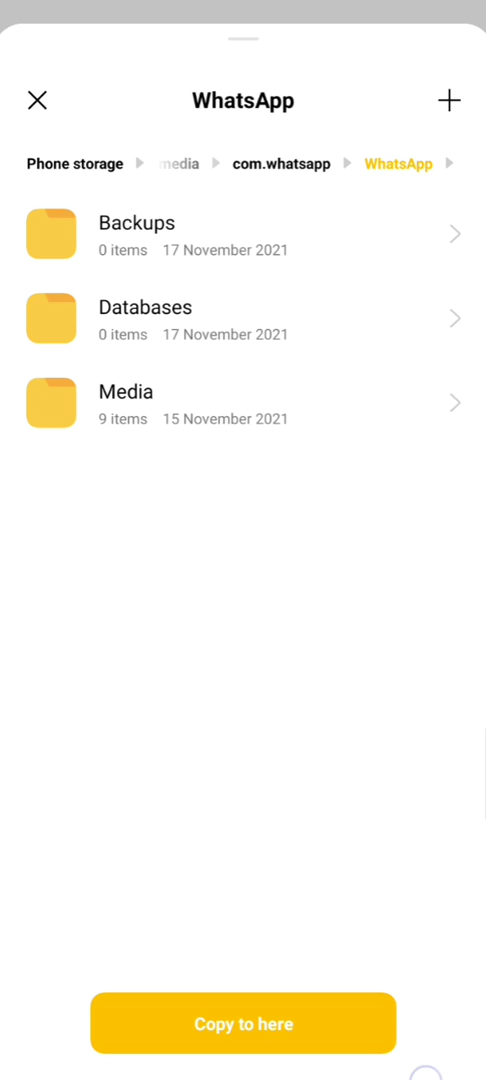 WhatsApp
Phone storage media com.whatsapp WhatsApp
Backups
0 items 17 November 2021
Databases
0 items 17 November 2021
Media
9 items 15 November 2021
Copy to here